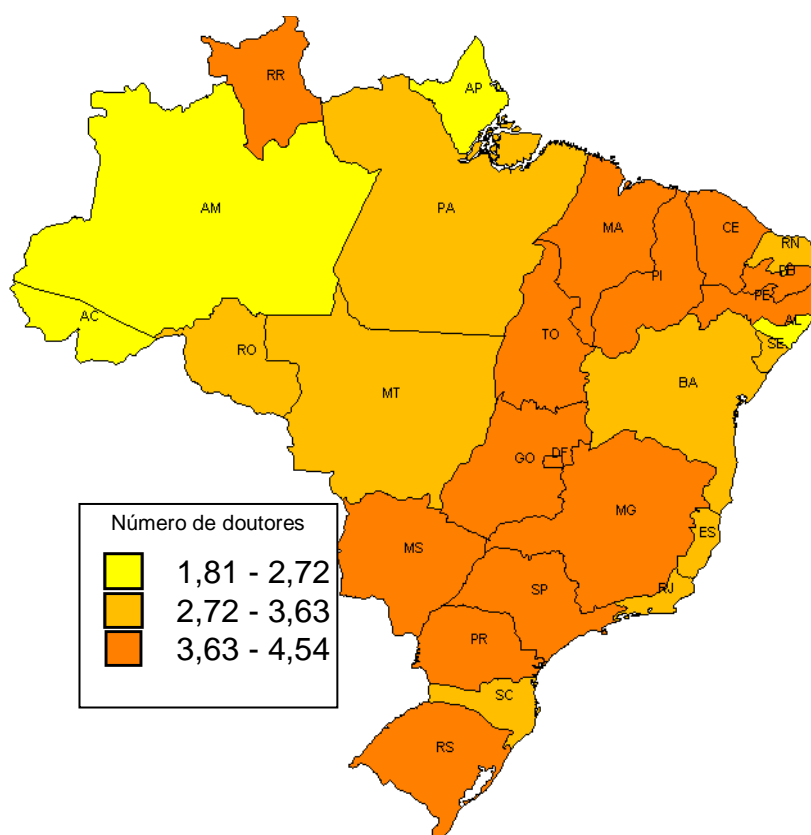 RR
AP
AM
PA
MA
CE
RN
PI
PE
AC
TO
AL
SE
RO
BA
MT
GO
DF
MG
Número de doutores
ES
1,81 - 2,72
MS
2,72 - 3,63
SP
RJ
3,63 - 4,54
PR
SC
RS